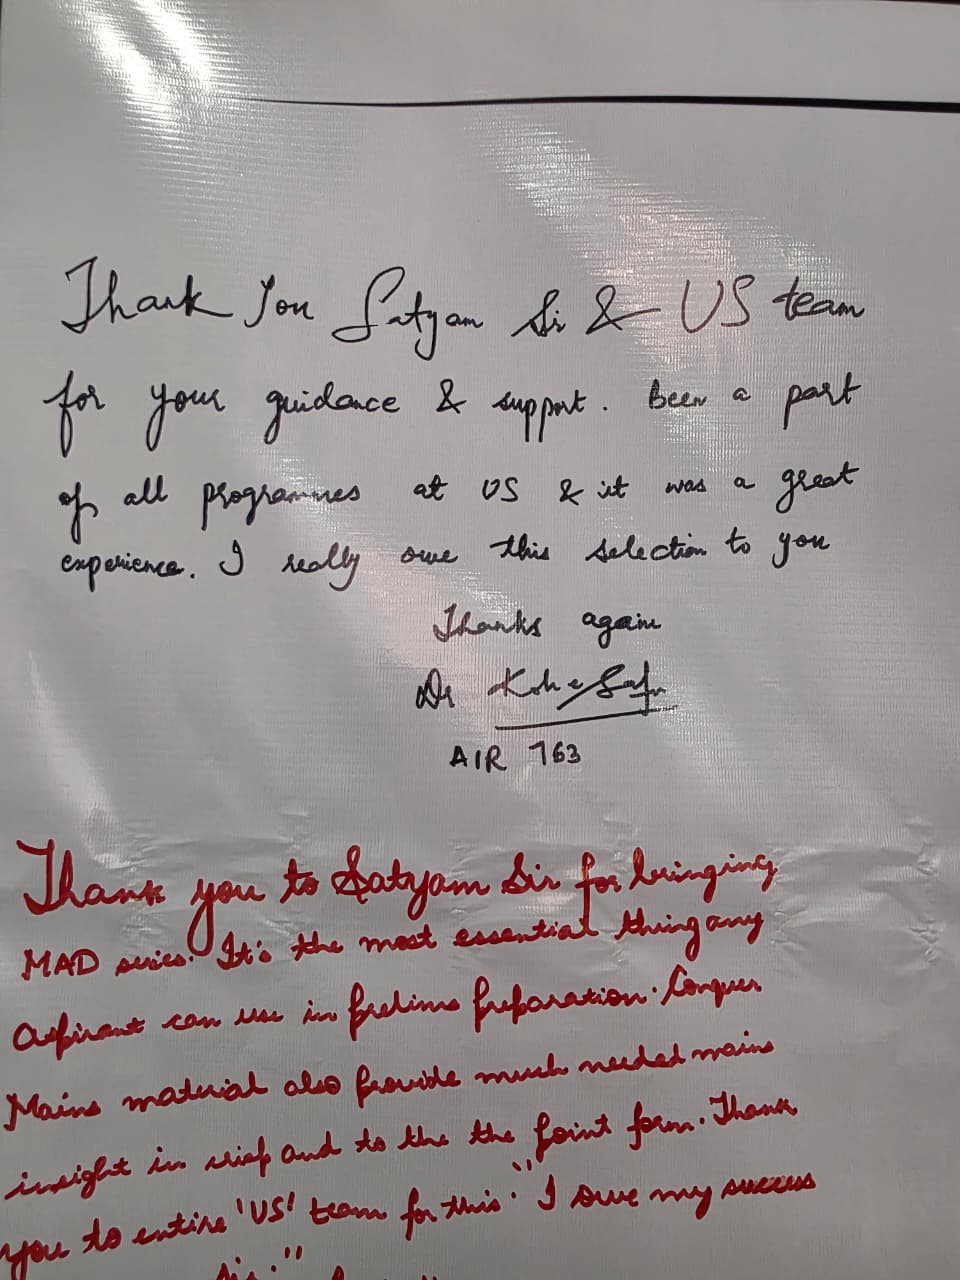 Thank You Satyam Sir & US team
for your guidance & support. Been a part
of all programmes at US & it was a great
experience. I really owe this selection to you
Thanks again
Dr
AIR 763
Thank you to Satyam Sir for bringing
MAD series. It's the most essential thing any
aspirant can use in prelims preparation. Conquer
Mains material also provide much needed mains
insight in and to the the point form. Thank
you to entire 'US' team for this. "I owe my success
Sir."